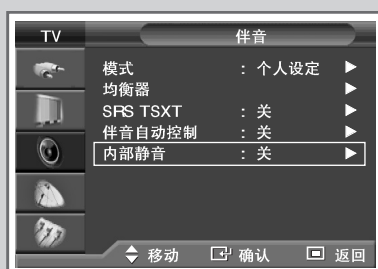 TV 伴音
模式 : 个人设定 ▶
均衡器 ▶
SRS TSXT : 关 ▶
伴音自动控制 : 关 ▶
内部静音 : 关 ▶
移动 确认 返回